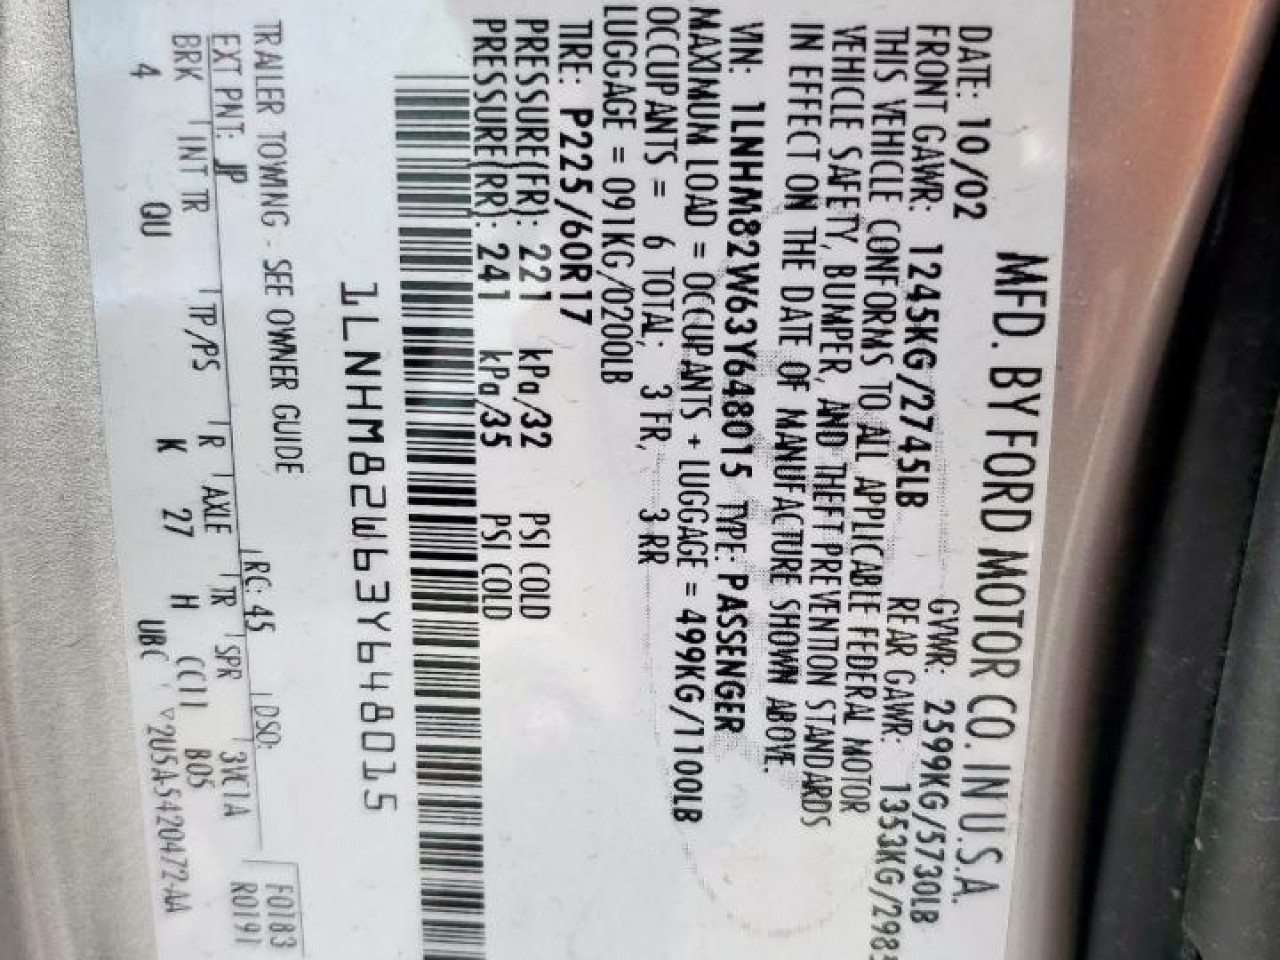 MFD. BY FORD MOTOR CO. IN U.S.A.
DATE: 10/02 GVWR: 2599KG/5730LB
FRONT GAWR: 1245KG/2745LB REAR GAWR: 1353KG/298
THIS VEHICLE CONFORMS TO ALL APPLICABLE FEDERAL MOTOR
VEHICLE SAFETY, BUMPER, AND THEFT PREVENTION STANDARDS
IN EFFECT ON THE DATE OF MANUFACTURE SHOWN ABOVE.
VIN: 1LNHM82W63Y648015 TYPE: PASSENGER
MAXIMUM LOAD = OCCUPANTS + LUGGAGE = 499KG/1100LB
OCCUPANTS = 6 TOTAL, 3 FR, 3 RR
LUGGAGE = 091KG/0200LB
TIRE: P225/60R17
PRESSURE(FR): 221 kPa/32 PSI COLD
PRESSURE(RR): 241 kPa/35 PSI COLD
1LNHM82W63Y648015
TRAILER TOWING - SEE OWNER GUIDE
F0183
R0191
EXT PNT: JP RC: 45 DSO:
BRK INT TR TP/PS R AXLE TR SPR 3KC1A
4 QU K 27 H CC11 B05
UBC ▽2U5A5420472-AA